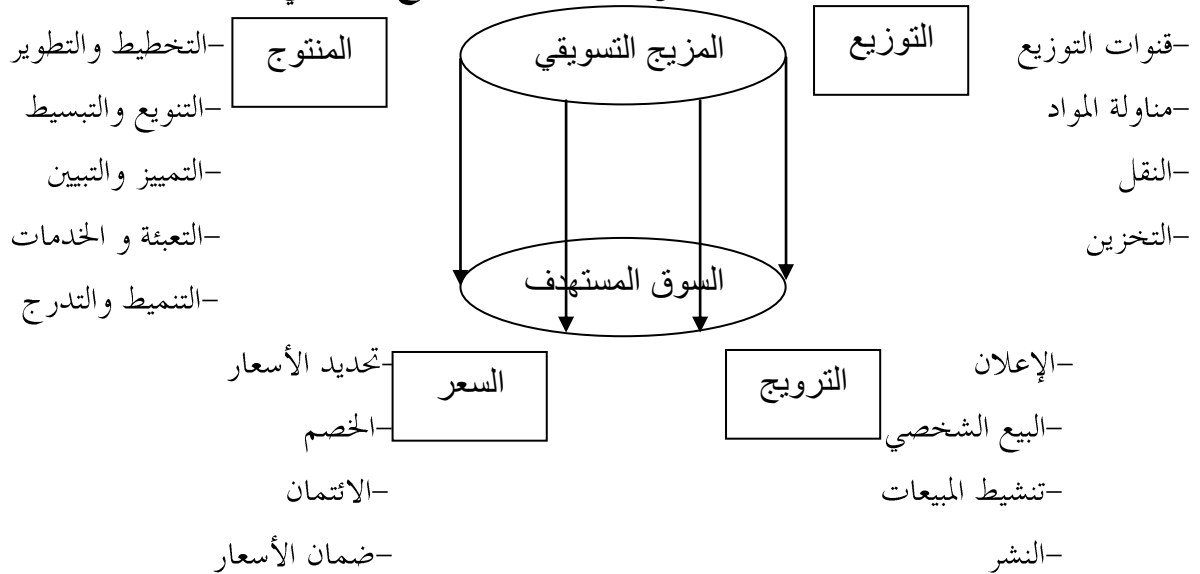 التوزيع
–قنوات التوزيع
–مناولة المواد
–النقل
–التخزين
المزيج التسويقي
المنتوج
–التخطيط والتطوير
–التنويع والتبسيط
–التمييز والتبيين
–التعبئة و الخدمات
–التنميط والتدرج
السوق المستهدف
الترويج
–الإعلان
–البيع الشخصي
–تنشيط المبيعات
–النشر
السعر
–تحديد الأسعار
–الخصم
–الائتمان
–ضمان الأسعار